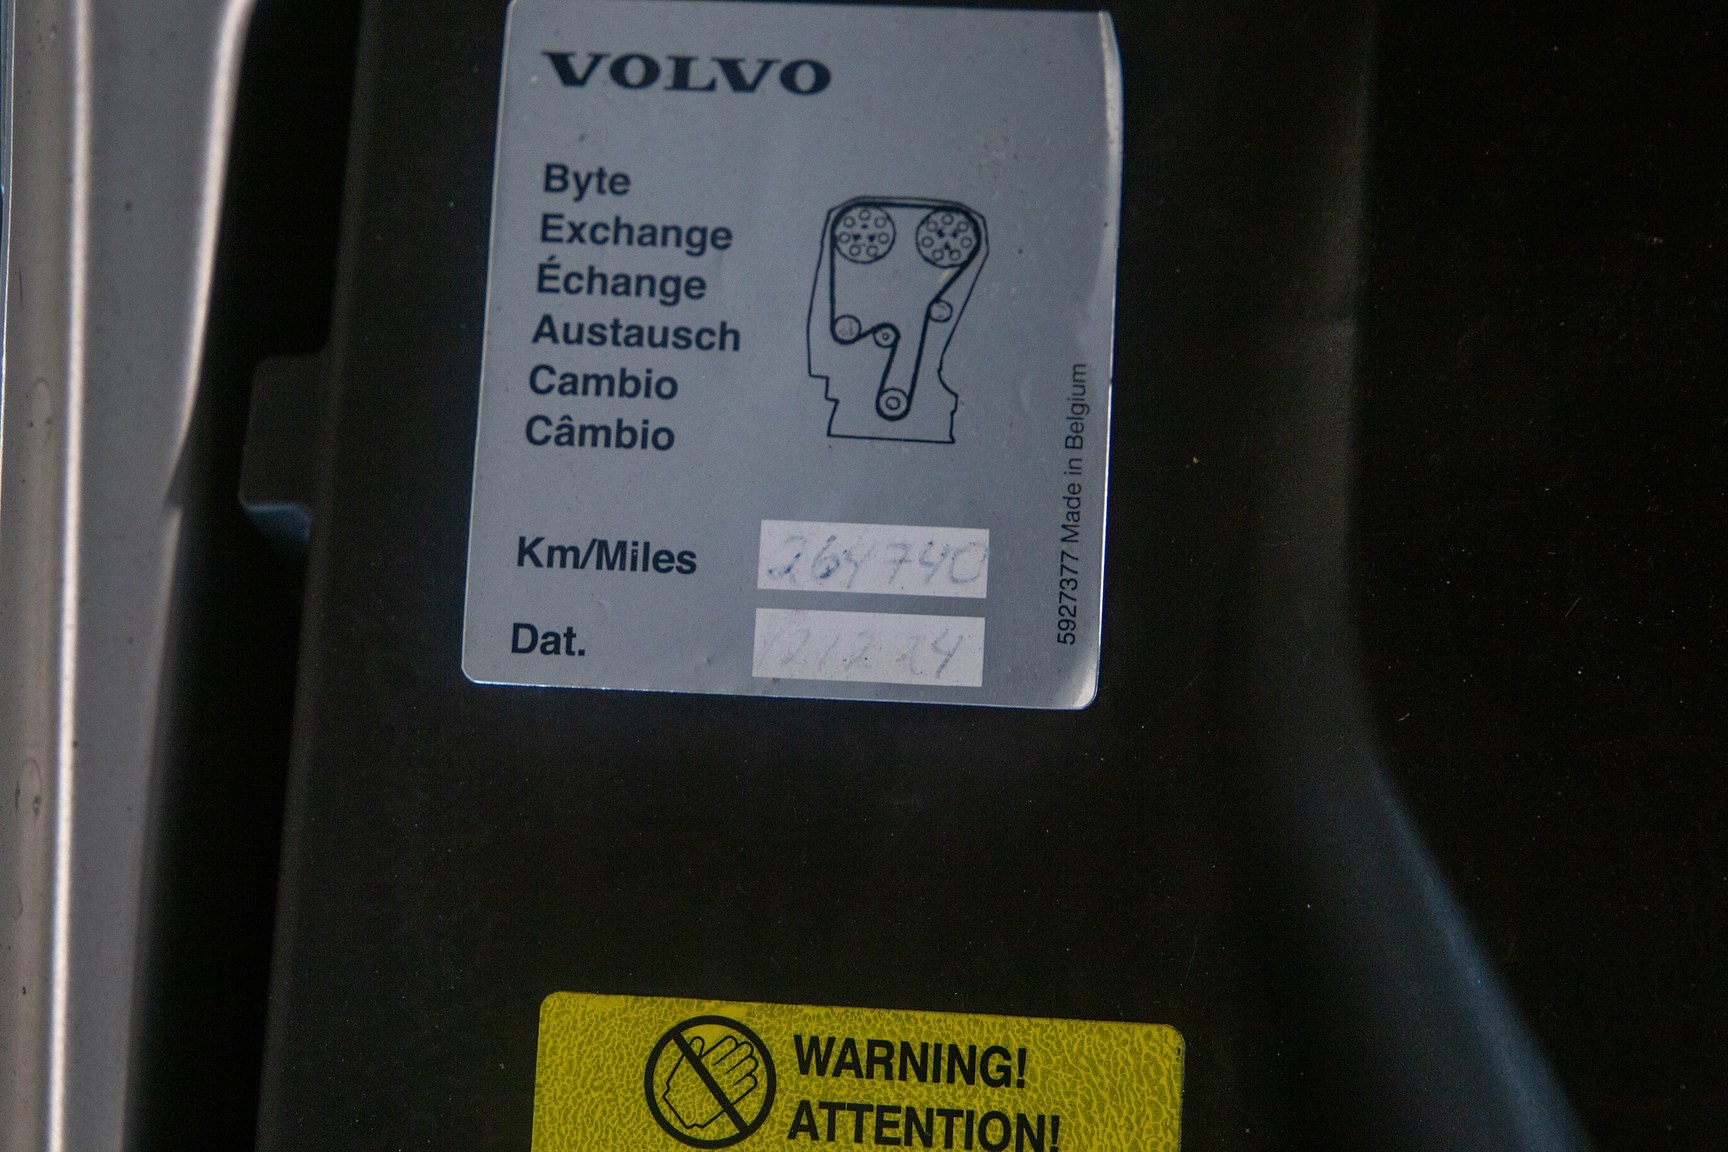 VOLVO
Byte
Exchange
Échange
Austausch
Cambio
Câmbio
Km/Miles 264740
Dat.
5927377 Made in Belgium
WARNING!
ATTENTION!